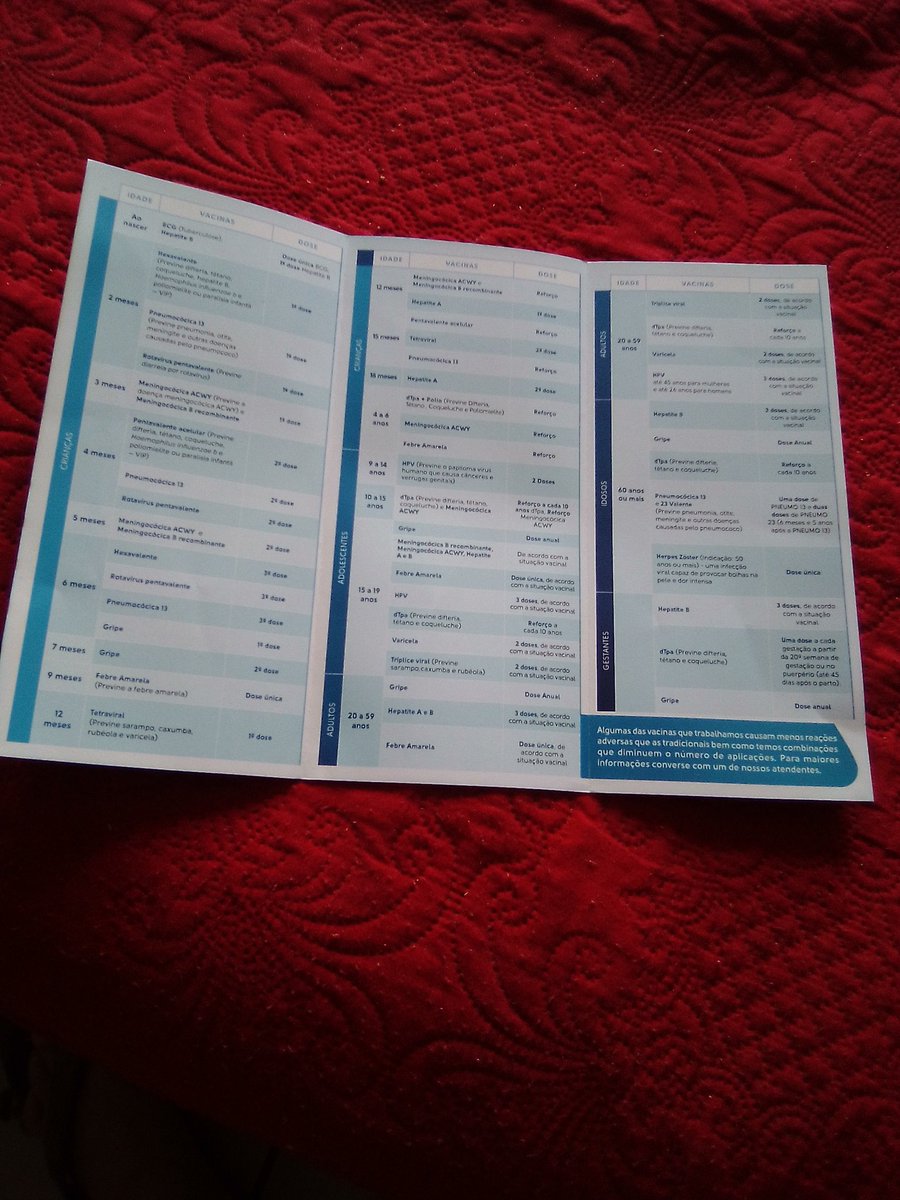 IDADE VACINAS DOSE
CRIANÇAS
Ao
nascer
BCG (Tuberculose)
Hepatite B
Dose única BCG,
1ª dose Hepatite B
2 meses
Hexavalente
(Previne difteria, tétano,
coqueluche, hepatite B,
Haemophilus influenzae b e
poliomielite ou paralisia infantil
– VIP)
1ª dose
Pneumocócica 13
(Previne pneumonia, otite,
meningite e outras doenças
causadas pelo pneumococo)
1ª dose
Rotavírus pentavalente (Previne
diarreia por rotavírus)
1ª dose
3 meses
Meningocócica ACWY (Previne a
doença meningocócica ACWY) e
Meningocócica B recombinante
1ª dose
4 meses
Pentavalente acelular (Previne
difteria, tétano, coqueluche,
Haemophilus influenzae b e
poliomielite ou paralisia infantil
– VIP)
2ª dose
Pneumocócica 13
2ª dose
Rotavírus pentavalente
2ª dose
5 meses
Meningocócica ACWY e
Meningocócica B recombinante
2ª dose
6 meses
Hexavalente
3ª dose
Rotavírus pentavalente
3ª dose
Pneumocócica 13
3ª dose
Gripe
1ª dose
7 meses
Gripe
2ª dose
9 meses
Febre Amarela
(Previne a febre amarela)
Dose única
12
meses
Tetraviral
(Previne sarampo, caxumba,
rubéola e varicela)
1ª dose
IDADE VACINAS DOSE
CRIANÇAS
12 meses
Meningocócica ACWY e
Meningocócica B recombinante
Reforço
Hepatite A
1ª dose
15 meses
Pentavalente acelular
Reforço
Tetraviral
2ª dose
Pneumocócica 13
Reforço
18 meses
Hepatite A
2ª dose
4 a 6
anos
dTpa + Polio (Previne Difteria,
Tétano, Coqueluche e Poliomielite)
Reforço
Meningocócica ACWY
Reforço
Febre Amarela
Reforço
ADOLESCENTES
9 a 14
anos
HPV (Previne o papiloma vírus
humano que causa cânceres e
verrugas genitais)
2 Doses
10 a 15
anos
dTpa (Previne difteria, tétano,
coqueluche) e Meningocócica
ACWY
Reforço a cada 10
anos dTpa, Reforço
Meningocócica
ACWY
15 a 19
anos
Gripe
Dose anual
Meningocócica B recombinante,
Meningocócica ACWY, Hepatite
A e B
De acordo com
a situação vacinal
Febre Amarela
Dose única, de acordo
com a situação vacinal
HPV
3 doses, de acordo
com a situação vacinal
dTpa (Previne difteria,
tétano e coqueluche)
Reforço a
cada 10 anos
Varicela
2 doses, de acordo
com a situação vacinal
Tríplice viral (Previne
sarampo,caxumba e rubéola)
2 doses, de acordo
com a situação vacinal
ADULTOS
20 a 59
anos
Gripe
Dose Anual
Hepatite A e B
3 doses, de acordo
com a situação vacinal
Febre Amarela
Dose única, de
acordo com a
situação vacinal
IDADE VACINAS DOSE
ADULTOS
20 a 59
anos
Tríplice viral
2 doses, de acordo
com a situação
vacinal
dTpa (Previne difteria,
tétano e coqueluche)
Reforço a
cada 10 anos
Varicela
2 doses, de acordo
com a situação vacinal
HPV
até 45 anos para mulheres
e até 26 anos para homens
3 doses, de acordo
com a situação
vacinal
IDOSOS
60 anos
ou mais
Hepatite B
3 doses, de acordo
com a situação
vacinal
Gripe
Dose Anual
dTpa (Previne difteria,
tétano e coqueluche)
Reforço a
cada 10 anos
Pneumocócica 13
e 23 Valente
(Previne pneumonia, otite,
meningite e outras doenças
causadas pelo pneumococo)
Uma dose de
PNEUMO 13 e duas
doses de PNEUMO
23 (6 meses e 5 anos
após o PNEUMO 13)
Herpes Zóster (Indicação: 50
anos ou mais) - uma infecção
viral capaz de provocar bolhas na
pele e dor intensa
Dose única
GESTANTES
Hepatite B
3 doses, de acordo
com a situação
vacinal
dTpa (Previne difteria,
tétano e coqueluche)
Uma dose a cada
gestação a partir
da 20ª semana de
gestação ou no
puerpério (até 45
dias após o parto).
Gripe
Dose anual
Algumas das vacinas que trabalhamos causam menos reações
adversas que as tradicionais bem como temos combinações
que diminuem o número de aplicações. Para maiores
informações converse com um de nossos atendentes.